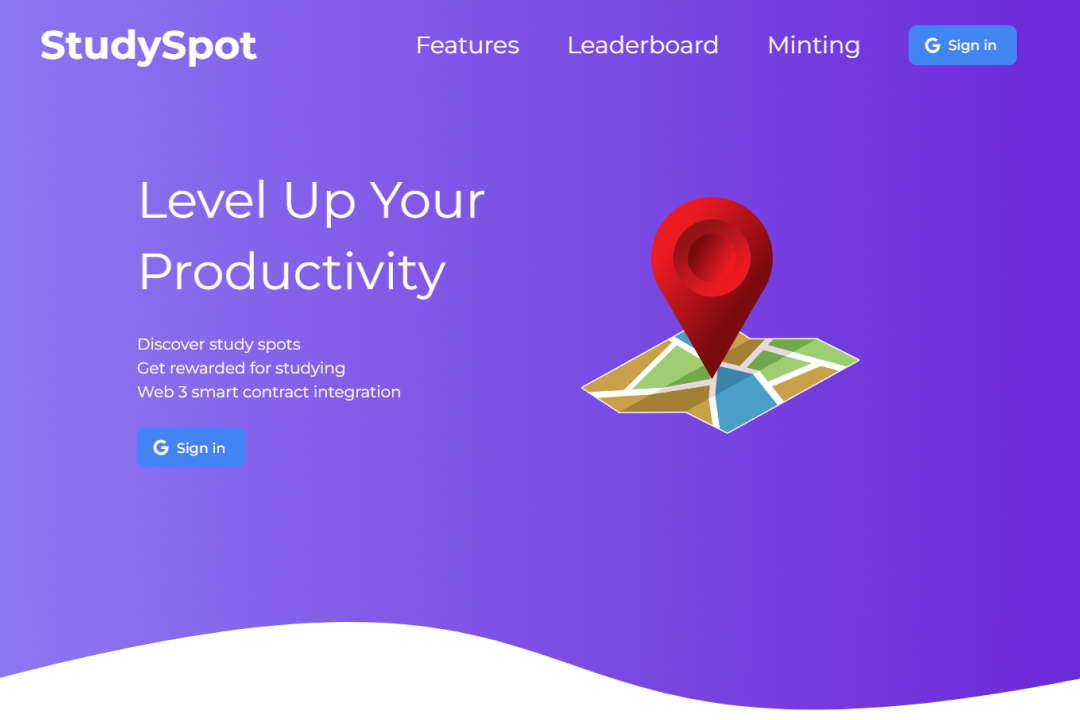 StudySpot
Features
Leaderboard
Minting
G Sign in
Level Up Your
Productivity
Discover study spots
Get rewarded for studying
Web 3 smart contract integration
G Sign in